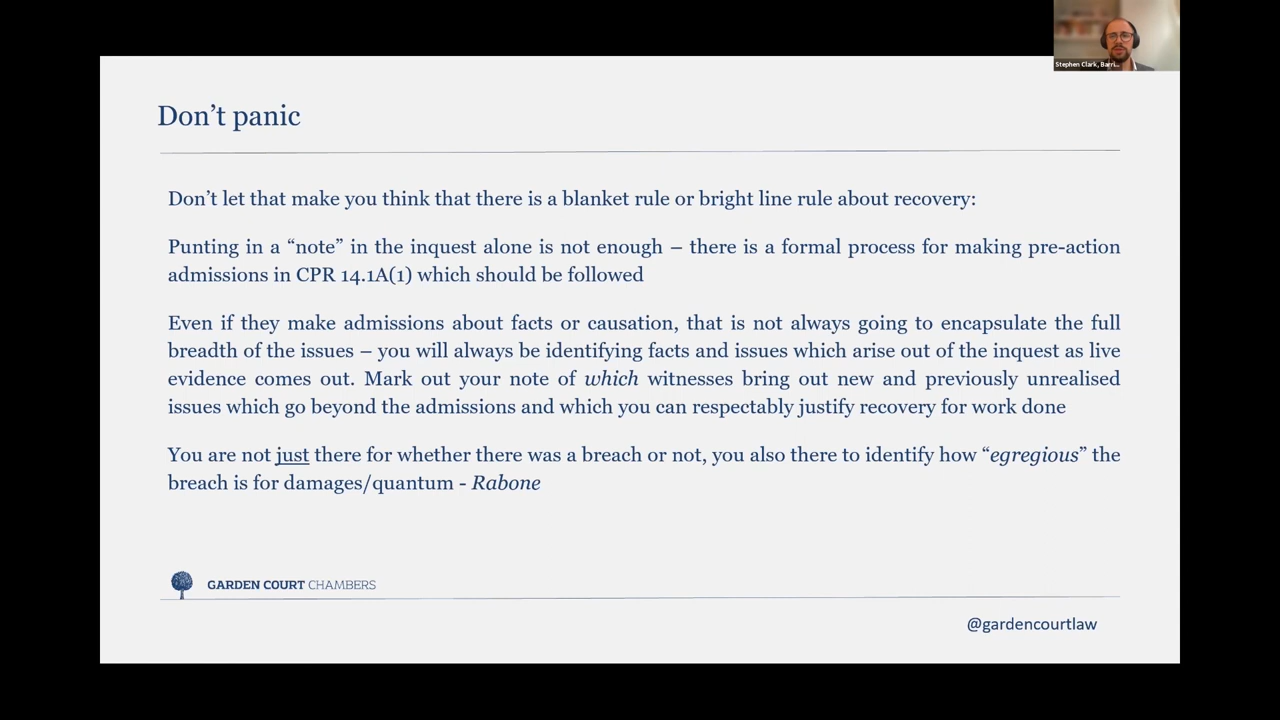 Stephen Clark, Barri...
Don't panic
Don't let that make you think that there is a blanket rule or bright line rule about recovery:
Punting in a “note” in the inquest alone is not enough – there is a formal process for making pre-action
admissions in CPR 14.1A(1) which should be followed
Even if they make admissions about facts or causation, that is not always going to encapsulate the full
breadth of the issues – you will always be identifying facts and issues which arise out of the inquest as live
evidence comes out. Mark out your note of which witnesses bring out new and previously unrealised
issues which go beyond the admissions and which you can respectably justify recovery for work done
You are not just there for whether there was a breach or not, you also there to identify how “egregious” the
breach is for damages/quantum - Rabone
GARDEN COURT CHAMBERS
@gardencourtlaw